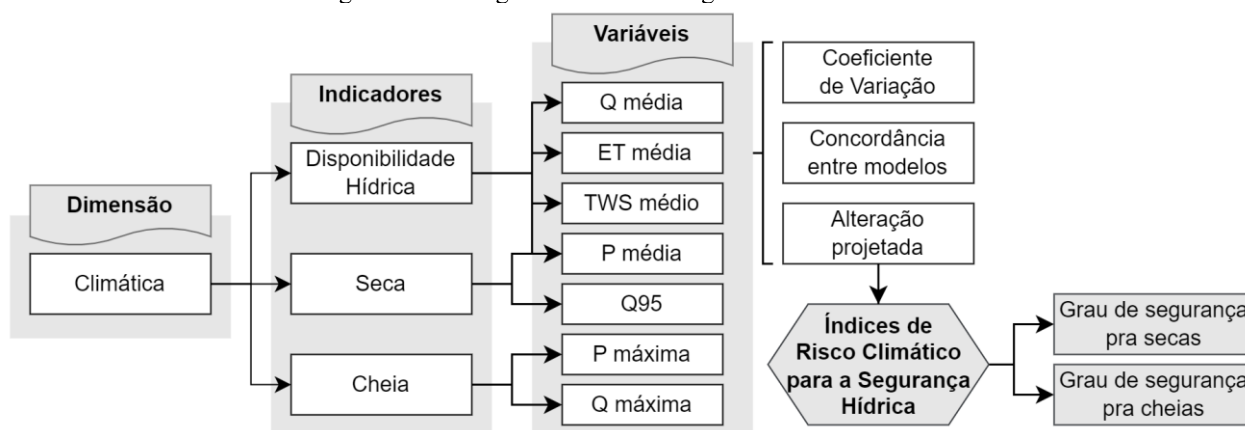 Dimensão
Climática
Indicadores
Disponibilidade
Hídrica
Seca
Cheia
Variáveis
Q média
ET média
TWS médio
P média
Q95
P máxima
Q máxima
Coeficiente
de Variação
Concordância
entre modelos
Alteração
projetada
Índices de
Risco Climático
para a Segurança
Hídrica
Grau de segurança
pra secas
Grau de segurança
pra cheias